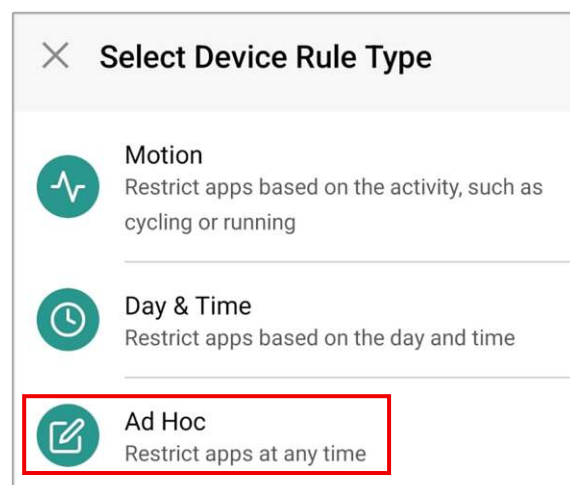 Select Device Rule Type
Motion
Restrict apps based on the activity, such as
cycling or running
Day & Time
Restrict apps based on the day and time
Ad Hoc
Restrict apps at any time